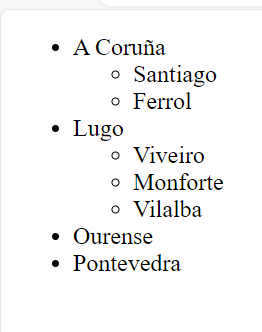 A Coruña
Santiago
Ferrol
Lugo
Viveiro
Monforte
Vilalba
Ourense
Pontevedra